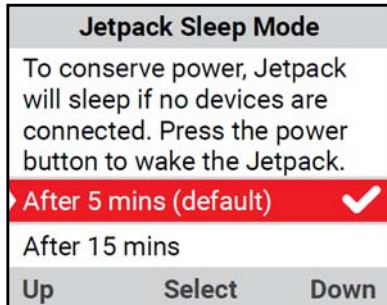 Jetpack Sleep Mode
To conserve power, Jetpack
will sleep if no devices are
connected. Press the power
button to wake the Jetpack.
After 5 mins (default)
After 15 mins
Up Select Down